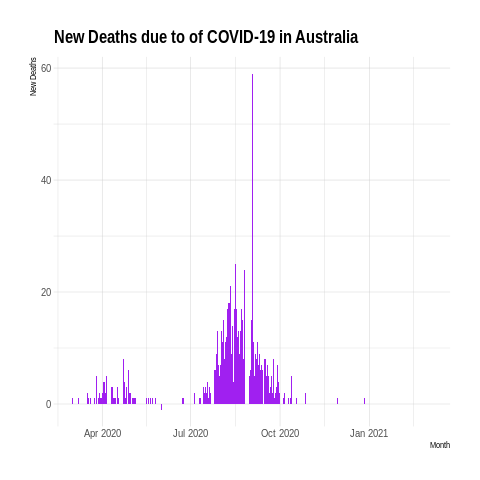 New Deaths due to of COVID-19 in Australia
New Deaths
60
40
20
0
Apr 2020 Jul 2020 Oct 2020 Jan 2021
Month